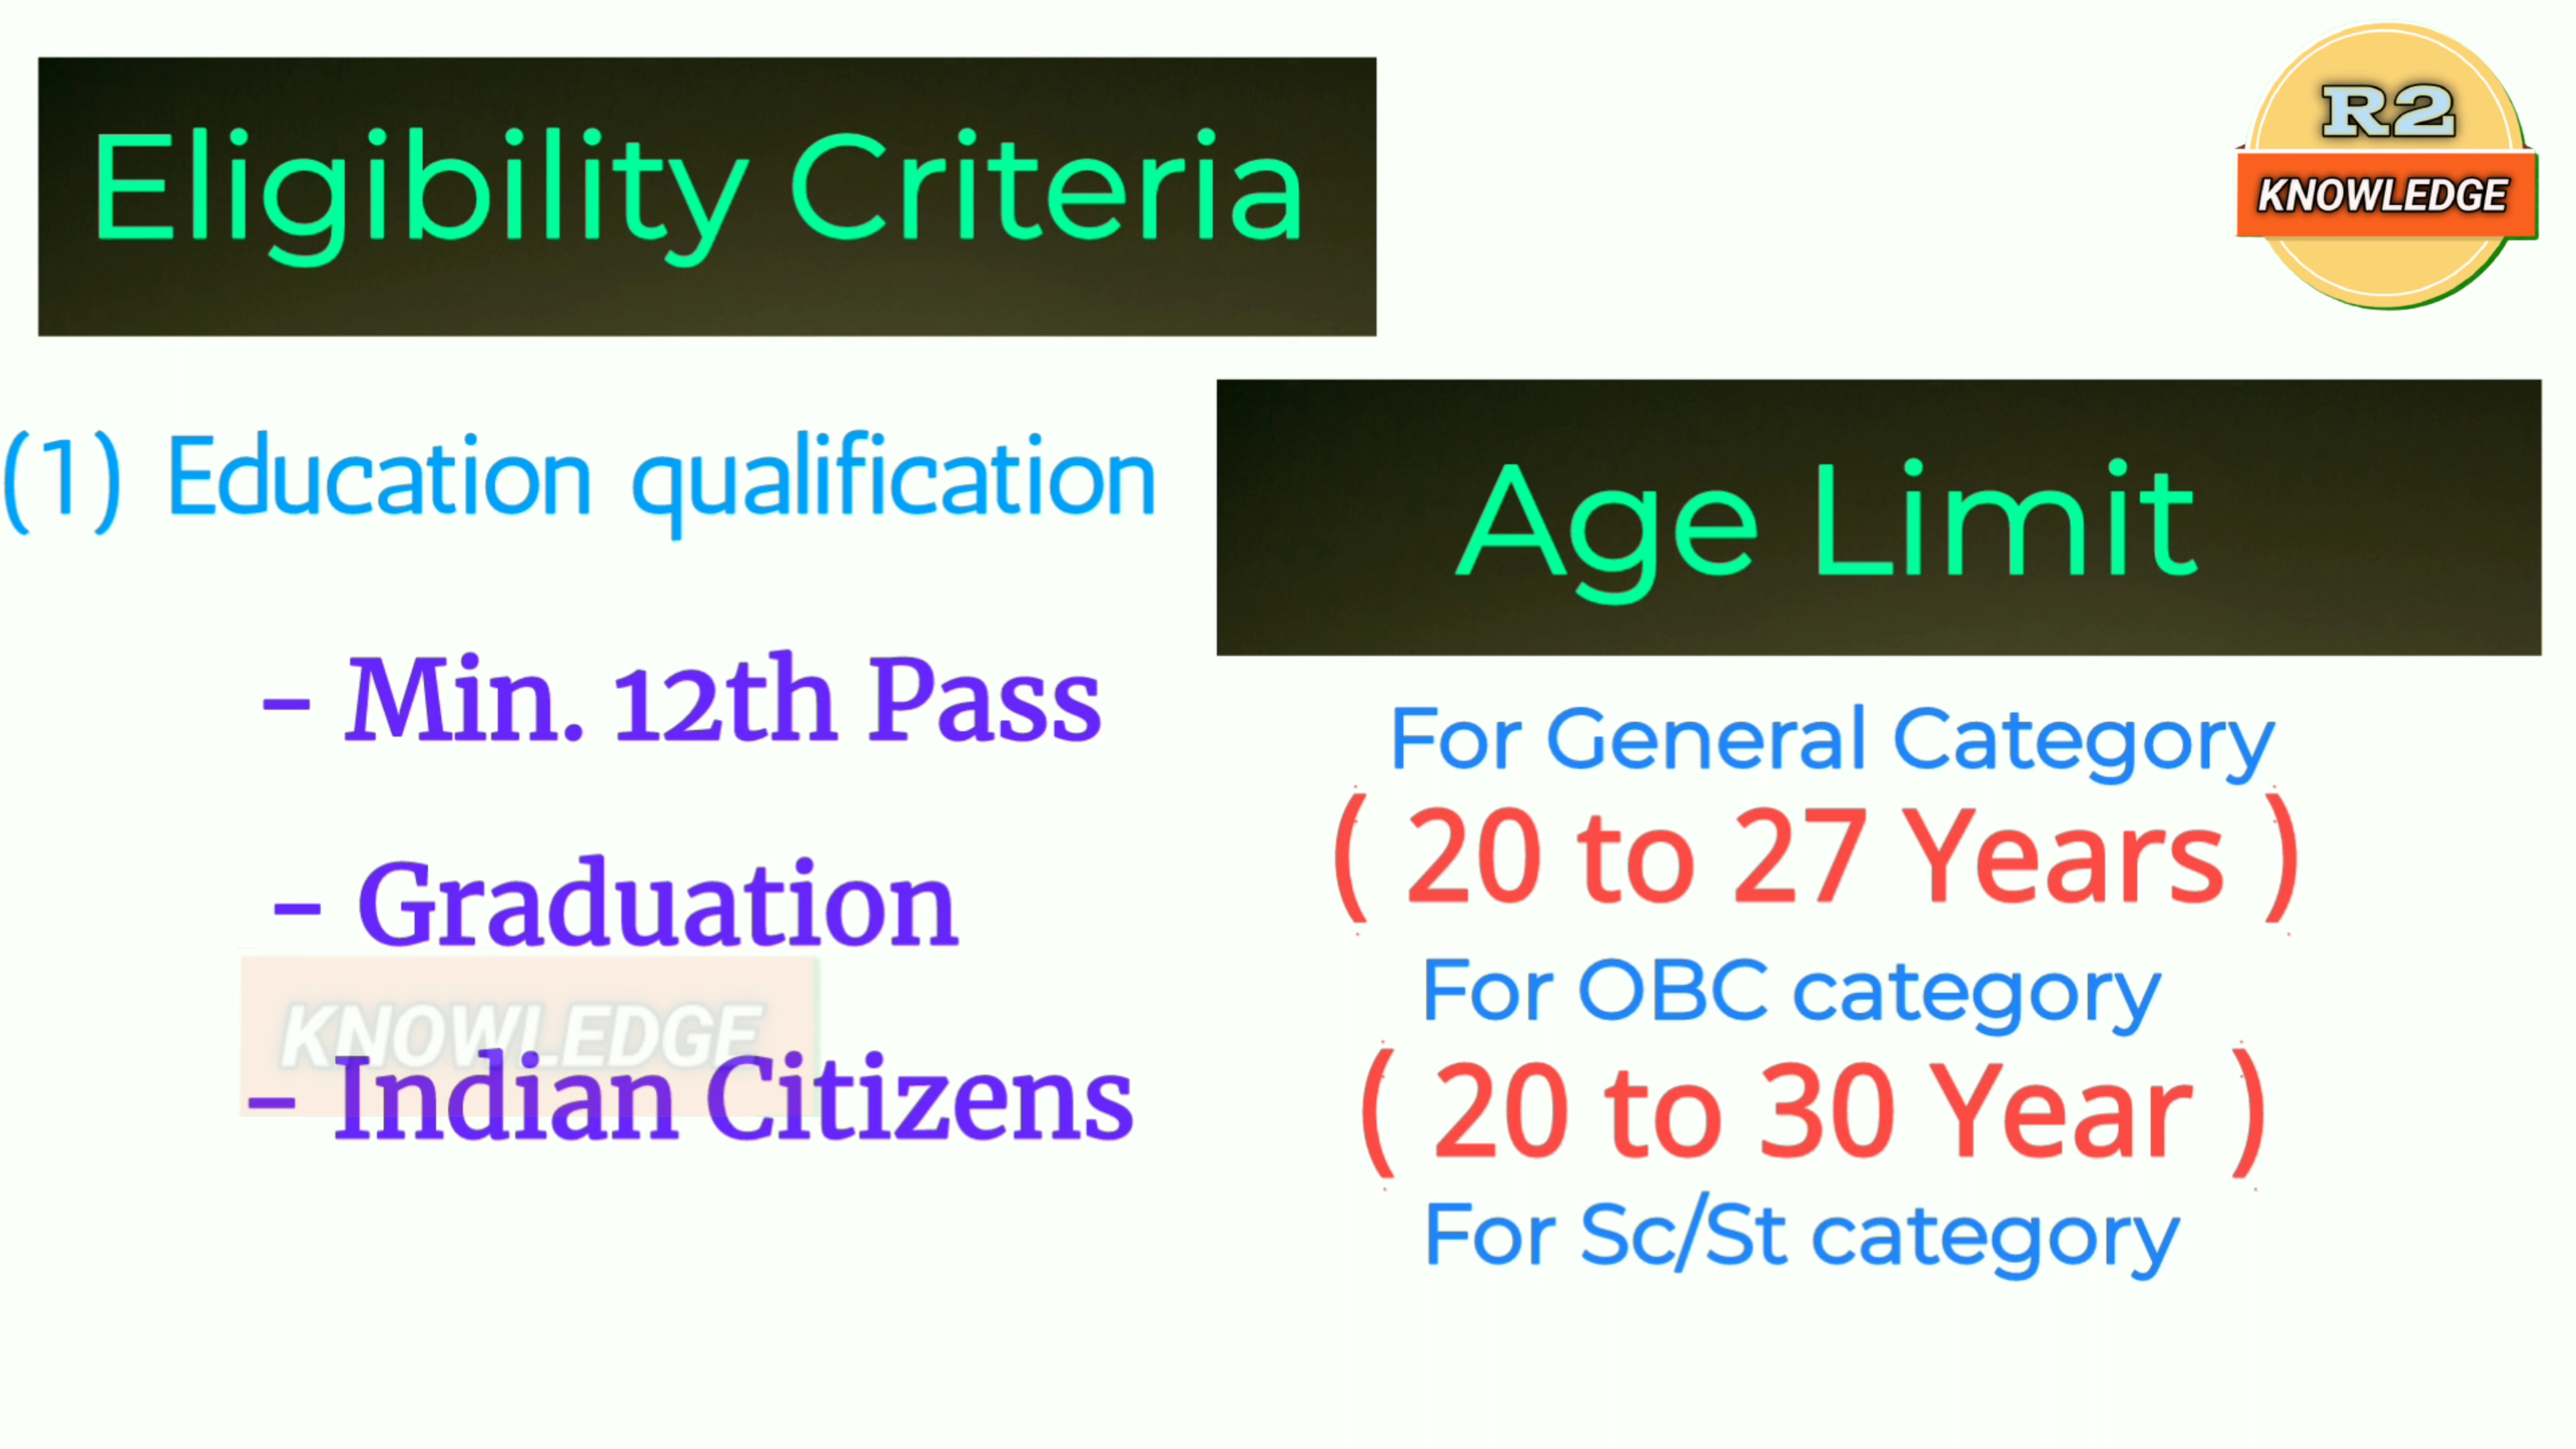 Eligibility Criteria
R2
KNOWLEDGE
(1) Education qualification
- Min. 12th Pass
- Graduation
KNOWLEDGE
- Indian Citizens
Age Limit
For General Category
( 20 to 27 Years )
For OBC category
( 20 to 30 Year )
For Sc/St category